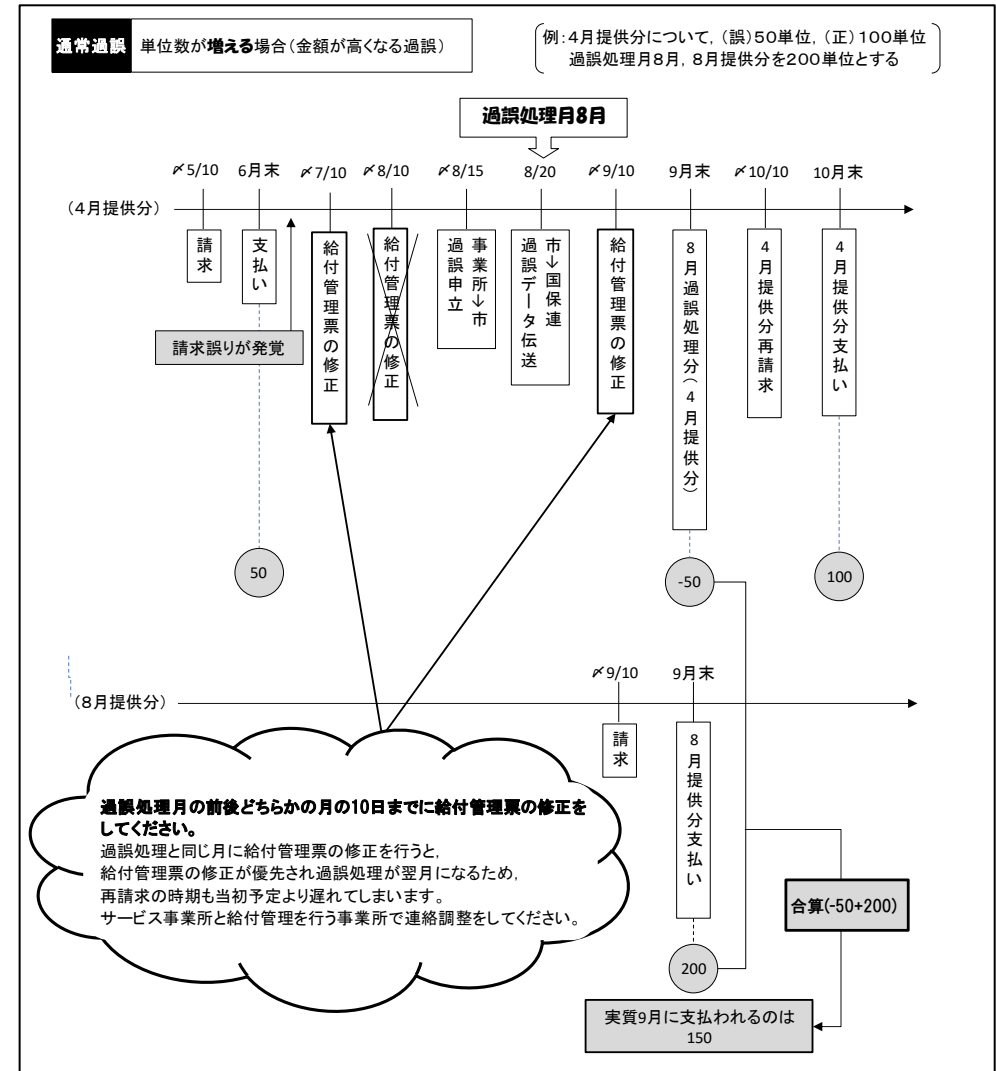 通常過誤
単位数が増える場合(金額が高くなる過誤)
例:4月提供分について,(誤)50単位,(正)100単位
過誤処理月8月,8月提供分を200単位とする
過誤処理月8月
〆5/10
6月末
〆7/10
〆8/10
〆8/15
8/20
〆9/10
9月末
〆10/10
10月末
(4月提供分)
請求
支払い
給付管理票の修正
給付管理票の修正
事業所→市
過誤申立
市→国保連
過誤データ伝送
給付管理票の修正
8月過誤処理分(4月提供分)
4月提供分再請求
4月提供分支払い
請求誤りが発覚
50
-50
100
〆9/10
9月末
(8月提供分)
請求
8月提供分支払い
過誤処理月の前後どちらかの月の10日までに給付管理票の修正を
してください。
過誤処理と同じ月に給付管理票の修正を行うと,
給付管理票の修正が優先され過誤処理が翌月になるため,
再請求の時期も当初予定より遅れてしまいます。
サービス事業所と給付管理を行う事業所で連絡調整をしてください。
合算(-50+200)
200
実質9月に支払われるのは
150